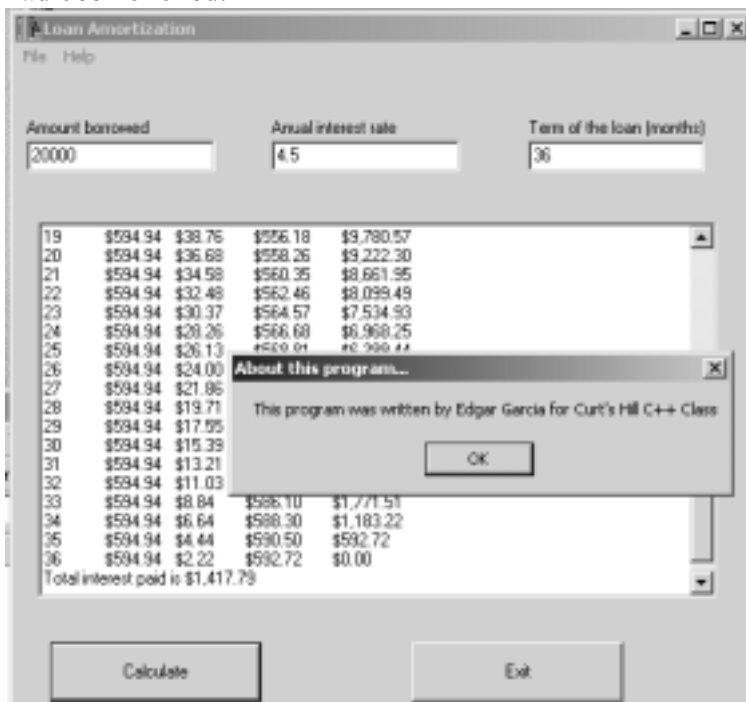 Loan Amortization
File Help
Amount borrowed Anual interest rate Term of the loan (months)
20000 4.5 36
19 $594.94 $38.76 $556.18 $9,780.57
20 $594.94 $36.68 $558.26 $9,222.30
21 $594.94 $34.58 $560.35 $8,661.95
22 $594.94 $32.48 $562.46 $8,099.49
23 $594.94 $30.37 $564.57 $7,534.93
24 $594.94 $28.26 $566.68 $6,968.25
25 $594.94 $26.13
26 $594.94 $24.00
27 $594.94 $21.86
28 $594.94 $19.71
29 $594.94 $17.55
30 $594.94 $15.39
31 $594.94 $13.21
32 $594.94 $11.03
About this program...
This program was written by Edgar Garcia for Curt's Hill C++ Class
OK
33 $594.94 $8.84 $586.10 $1,771.51
34 $594.94 $6.64 $588.30 $1,183.22
35 $594.94 $4.44 $590.50 $592.72
36 $594.94 $2.22 $592.72 $0.00
Total interest paid is $1,417.79
Calculate Exit